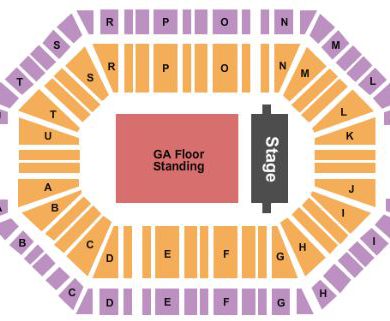 R P O N
S M
R P O N
S M
T L
T L
U K
GA Floor
Standing
Stage
A J
B I
C H
D E F G
B I
C H
D E F G